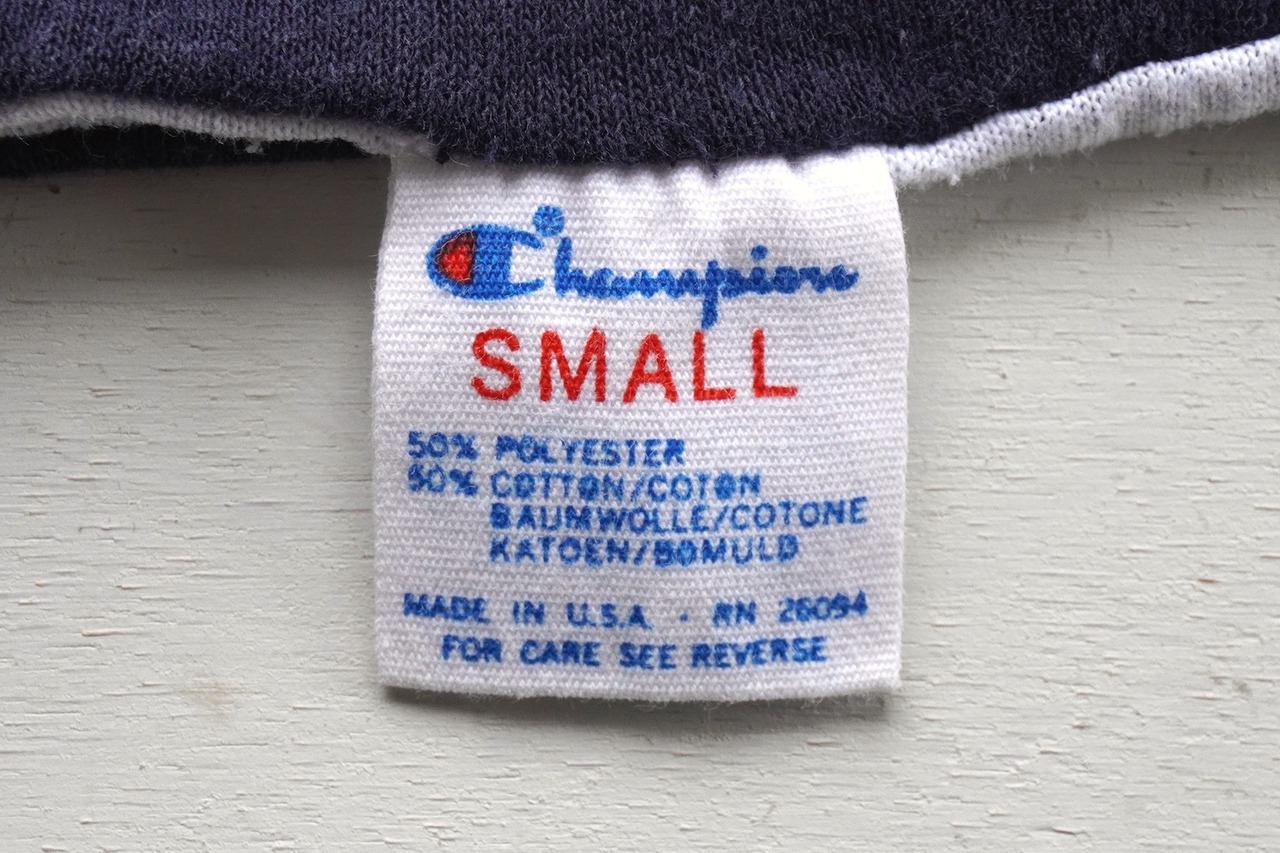 Champion
SMALL
50% POLYESTER
50% COTTON/COTON
BAUMWOLLE/COTONE
KATOEN/BOMULD
MADE IN U.S.A. · RN 26094
FOR CARE SEE REVERSE